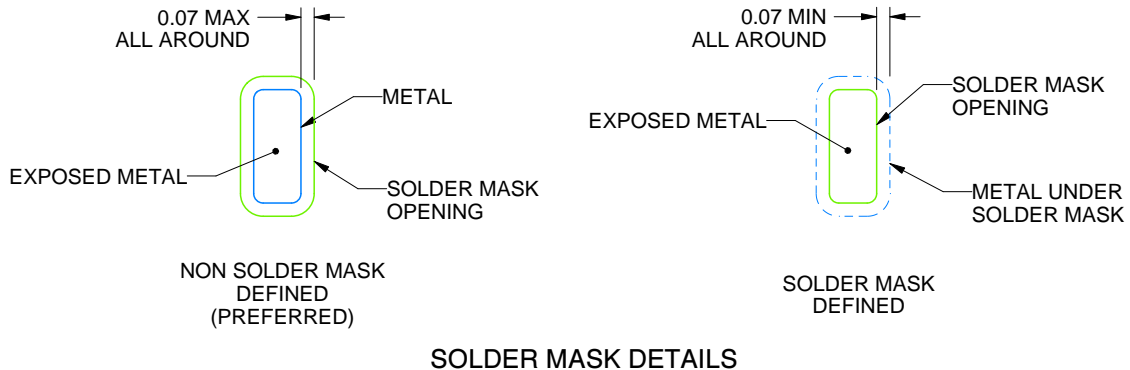 0.07 MAX
ALL AROUND
METAL
EXPOSED METAL
SOLDER MASK
OPENING
NON SOLDER MASK
DEFINED
(PREFERRED)
0.07 MIN
ALL AROUND
SOLDER MASK
OPENING
EXPOSED METAL
METAL UNDER
SOLDER MASK
SOLDER MASK
DEFINED
SOLDER MASK DETAILS